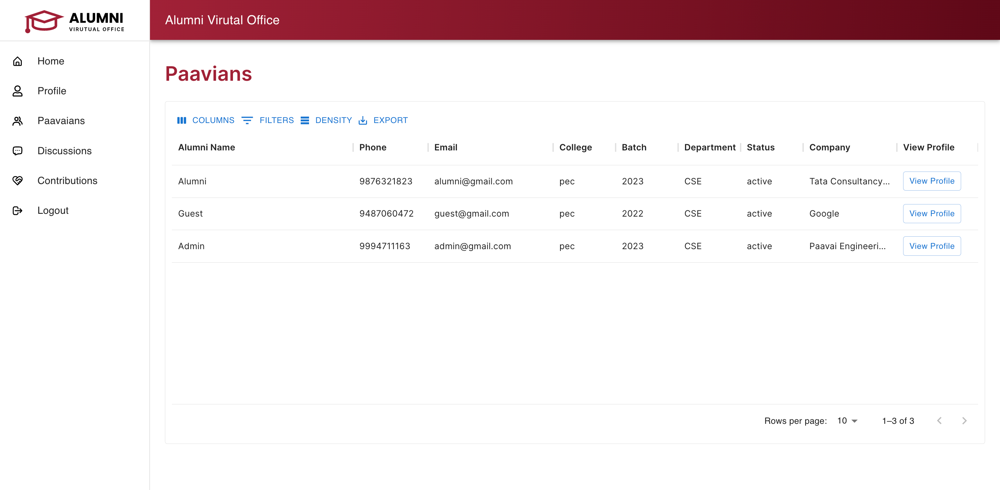 ALUMNI
VIRUTUAL OFFICE
Alumni Virutal Office
Home
Profile
Paavaians
Discussions
Contributions
Logout
Paavians
COLUMNS FILTERS DENSITY EXPORT
Alumni Name Phone Email College Batch Department Status Company View Profile
Alumni 9876321823 alumni@gmail.com pec 2023 CSE active Tata Consultancy... View Profile
Guest 9487060472 guest@gmail.com pec 2022 CSE active Google View Profile
Admin 9994711163 admin@gmail.com pec 2023 CSE active Paavai Engineeri... View Profile
Rows per page: 10 1–3 of 3